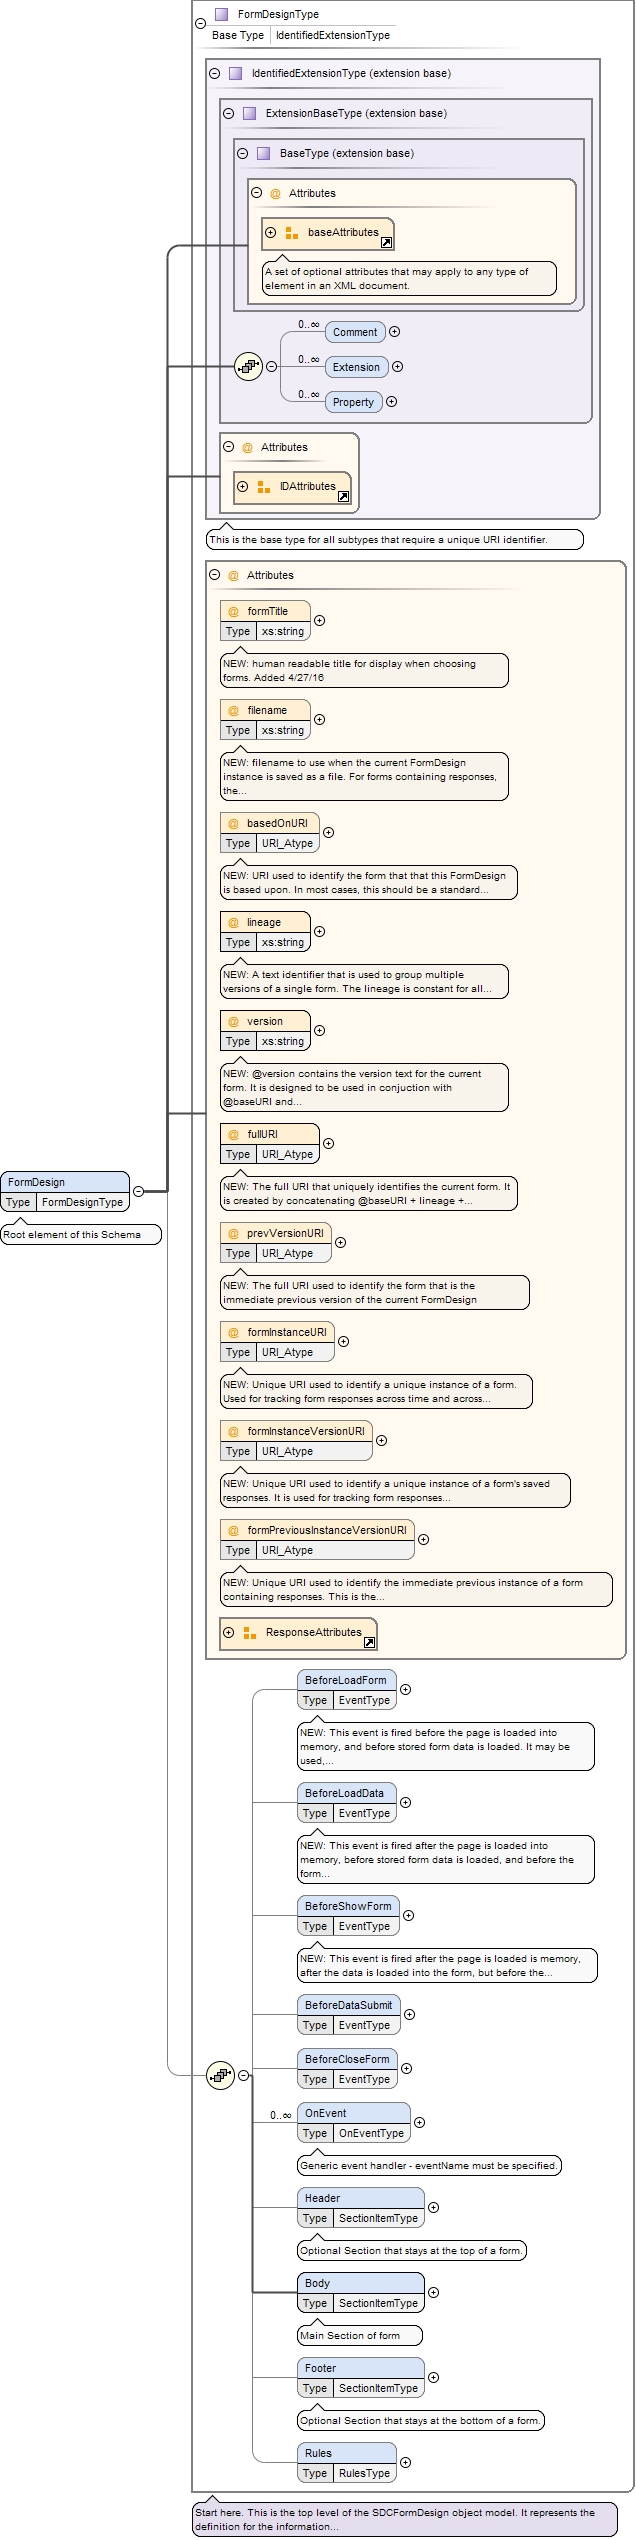 FormDesignType
Base Type IdentifiedExtensionType
IdentifiedExtensionType (extension base)
ExtensionBaseType (extension base)
BaseType (extension base)
@ Attributes
baseAttributes
A set of optional attributes that may apply to any type of
element in an XML document.
0..∞
Comment
0..∞
Extension
0..∞
Property
@ Attributes
IDAttributes
This is the base type for all subtypes that require a unique URI identifier.
@ Attributes
@ formTitle
Type xs:string
NEW: human readable title for display when choosing
forms. Added 4/27/16
@ filename
Type xs:string
NEW: filename to use when the current FormDesign
instance is saved as a file. For forms containing responses,
the...
@ basedOnURI
Type URI_Atype
NEW: URI used to identify the form that that this FormDesign
is based upon. In most cases, this should be a standard...
@ lineage
Type xs:string
NEW: A text identifier that is used to group multiple
versions of a single form. The lineage is constant for all...
@ version
Type xs:string
NEW: @version contains the version text for the current
form. It is designed to be used in conjuction with
@baseURI and...
@ fullURI
Type URI_Atype
NEW: The full URI that uniquely identifies the current form. It
is created by concatenating @baseURI + lineage +...
FormDesign
Type FormDesignType
Root element of this Schema
@ prevVersionURI
Type URI_Atype
NEW: The full URI used to identify the form that is the
immediate previous version of the current FormDesign
@ formInstanceURI
Type URI_Atype
NEW: Unique URI used to identify a unique instance of a form.
Used for tracking form responses across time and across...
@ formInstanceVersionURI
Type URI_Atype
NEW: Unique URI used to identify a unique instance of a form's saved
responses. It is used for tracking form responses...
@ formPreviousInstanceVersionURI
Type URI_Atype
NEW: Unique URI used to identify the immediate previous instance of a form
containing responses. This is the...
ResponseAttributes
BeforeLoadForm
Type EventType
NEW: This event is fired before the page is loaded into
memory, and before stored form data is loaded. It may be
used,...
BeforeLoadData
Type EventType
NEW: This event is fired after the page is loaded into
memory, before stored form data is loaded, and before the
form...
BeforeShowForm
Type EventType
NEW: This event is fired after the page is loaded is memory,
after the data is loaded into the form, but before the...
BeforeDataSubmit
Type EventType
BeforeCloseForm
Type EventType
0..∞
OnEvent
Type OnEventType
Generic event handler - eventName must be specified.
Header
Type SectionItemType
Optional Section that stays at the top of a form.
Body
Type SectionItemType
Main Section of form
Footer
Type SectionItemType
Optional Section that stays at the bottom of a form.
Rules
Type RulesType
Start here. This is the top level of the SDCFormDesign object model. It represents the
definition for the information...